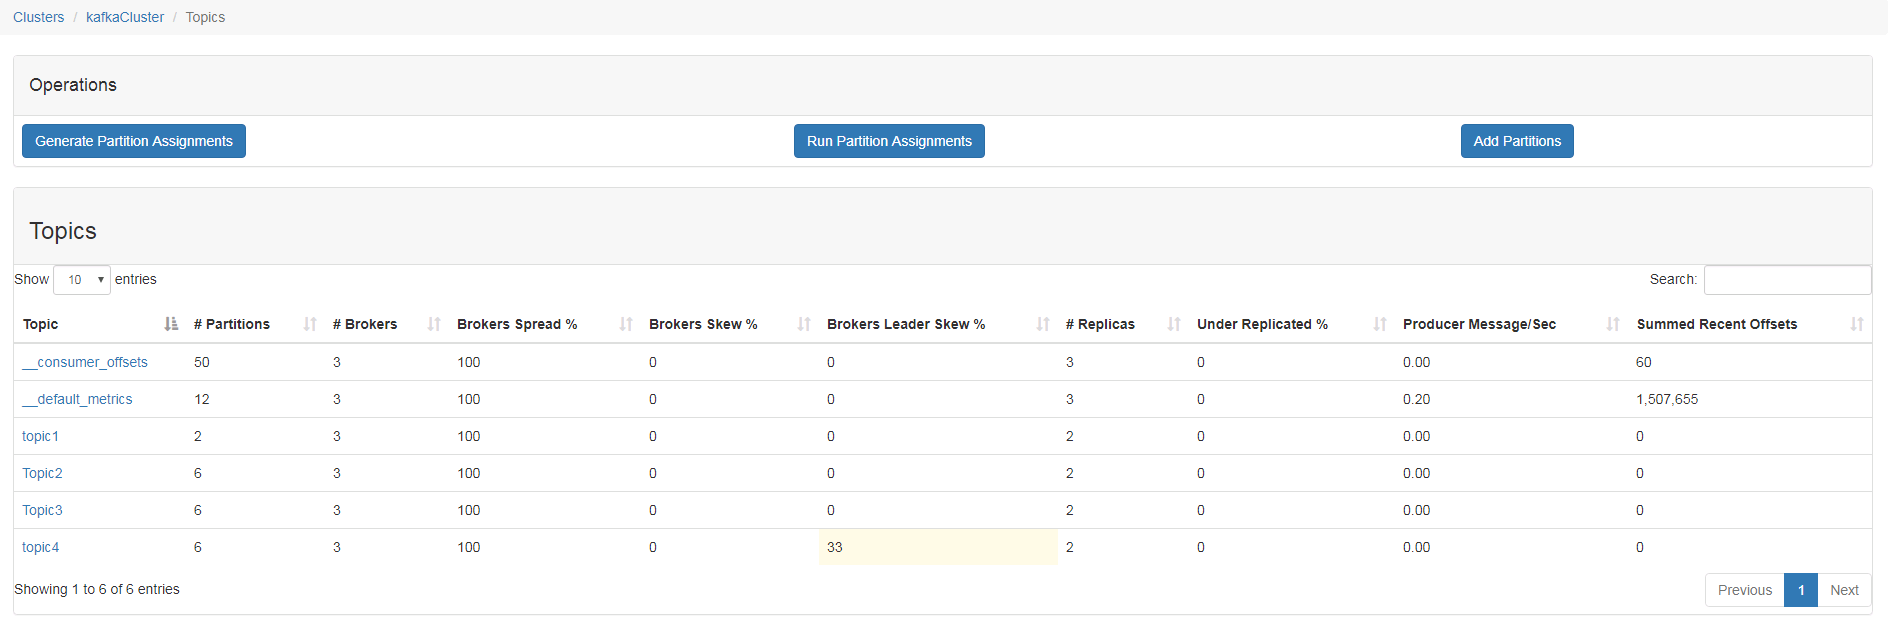 Clusters / kafkaCluster / Topics
Operations
Generate Partition Assignments Run Partition Assignments Add Partitions
Topics
Show 10 entries Search:
Topic # Partitions # Brokers Brokers Spread % Brokers Skew % Brokers Leader Skew % # Replicas Under Replicated % Producer Message/Sec Summed Recent Offsets
__consumer_offsets 50 3 100 0 0 3 0 0.00 60
__default_metrics 12 3 100 0 0 3 0 0.20 1,507,655
topic1 2 3 100 0 0 2 0 0.00 0
Topic2 6 3 100 0 0 2 0 0.00 0
Topic3 6 3 100 0 0 2 0 0.00 0
topic4 6 3 100 0 33 2 0 0.00 0
Showing 1 to 6 of 6 entries Previous 1 Next